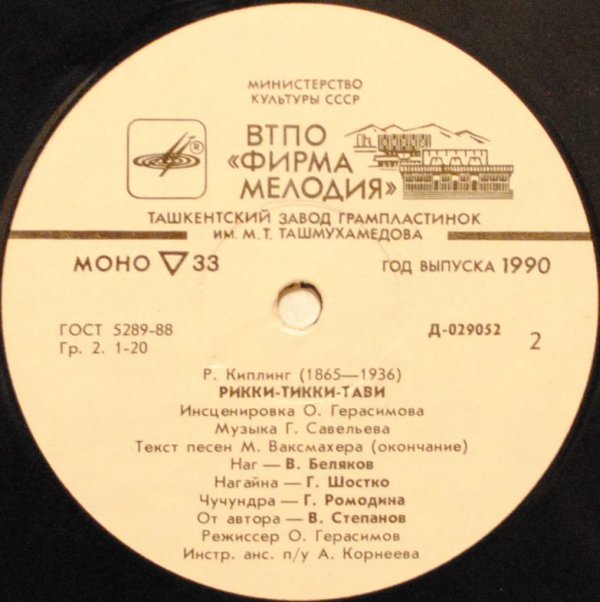 МИНИСТЕРСТВО
КУЛЬТУРЫ СССР
ВТПО
«ФИРМА
МЕЛОДИЯ»
ТАШКЕНТСКИЙ ЗАВОД ГРАМПЛАСТИНОК
ИМ. М. Т. ТАШМУХАМЕДОВА
МОНО 33
ГОД ВЫПУСКА 1990
ГОСТ 5289-88
Гр. 2. 1-20
Д-029052
2
Р. Киплинг (1865—1936)
РИККИ-ТИККИ-ТАВИ
Инсценировка О. Герасимова
Музыка Г. Савельева
Текст песен М. Ваксмахера (окончание)
Наг — В. Беляков
Нагайна — Г. Шостко
Чучундра — Г. Ромодина
От автора — В. Степанов
Режиссер О. Герасимов
Инстр. анс. п/у А. Корнеева